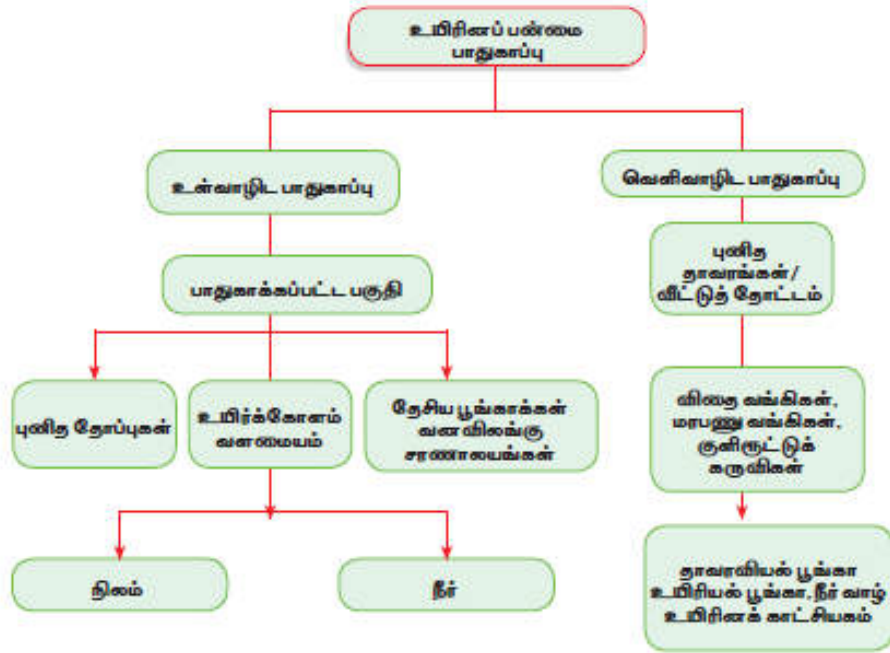 உயிரினப் பன்மை
பாதுகாப்பு
உள்வாழிட பாதுகாப்பு
வெளிவாழிட பாதுகாப்பு
புனித
தாவரங்கள்/
வீட்டுத் தோட்டம்
பாதுகாக்கப்பட்ட பகுதி
புனித தோப்புகள்
உயிர்க்கோளம்
வளமையம்
தேசிய பூங்காக்கள்
வனவிலங்கு
சரணாலயங்கள்
விதை வங்கிகள்,
மரபணு வங்கிகள்,
குளிரூட்டுக்
கருவிகள்
நிலம்
நீர்
தாவரவியல் பூங்கா
உயிரியல் பூங்கா, நீர் வாழ்
உயிரினக் காட்சியகம்